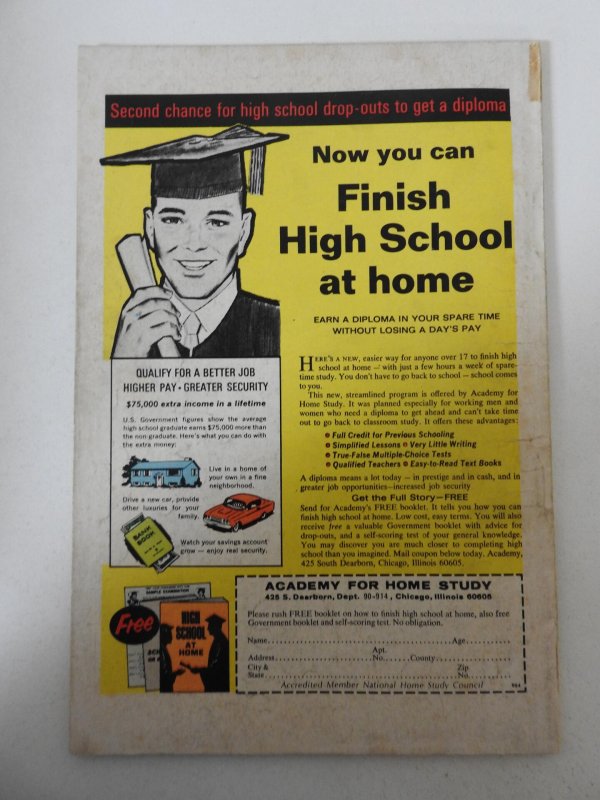 Second chance for high school drop-outs to get a diploma
Now you can
Finish
High School
at home
EARN A DIPLOMA IN YOUR SPARE TIME
WITHOUT LOSING A DAY'S PAY
HERE'S A NEW, easier way for anyone over 17 to finish high
school at home — with just a few hours a week of spare-
time study. You don't have to go back to school — school comes
to you.
This new, streamlined program is offered by Academy for
Home Study. It was planned especially for working men and
women who need a diploma to get ahead and can't take time
out to go back to classroom study. It offers these advantages:
• Full Credit for Previous Schooling
• Simplified Lessons • Very Little Writing
• True-False Multiple-Choice Tests
• Qualified Teachers • Easy-to-Read Text Books
A diploma means a lot today — in prestige and in cash, and in
greater job opportunities—increased job security
Get the Full Story—FREE
Send for Academy's FREE booklet. It tells you how you can
finish high school at home. Low cost, easy terms. You will also
receive free a valuable Government booklet with advice for
drop-outs, and a self-scoring test of your general knowledge.
You may discover you are much closer to completing high
school than you imagined. Mail coupon below today. Academy,
425 South Dearborn, Chicago, Illinois 60605.
QUALIFY FOR A BETTER JOB
HIGHER PAY • GREATER SECURITY
$75,000 extra income in a lifetime
U.S. Government figures show the average
high school graduate earns $75,000 more than
the non-graduate. Here's what you can do with
the extra money:
Live in a home of
your own in a fine
neighborhood.
Drive a new car, provide
other luxuries for your
family.
BANK
BOOK
Watch your savings account
grow — enjoy real security.
SAMPLE EXAMINATION
Free
HIGH
SCHOOL
AT
HOME
ACADEMY FOR HOME STUDY
425 S. Dearborn, Dept. 90-914, Chicago, Illinois 60605
Please rush FREE booklet on how to finish high school at home, also free
Government booklet and self-scoring test. No obligation.
Name Age
Apt.
Address No. County
City & Zip
State No.
Accredited Member National Home Study Council